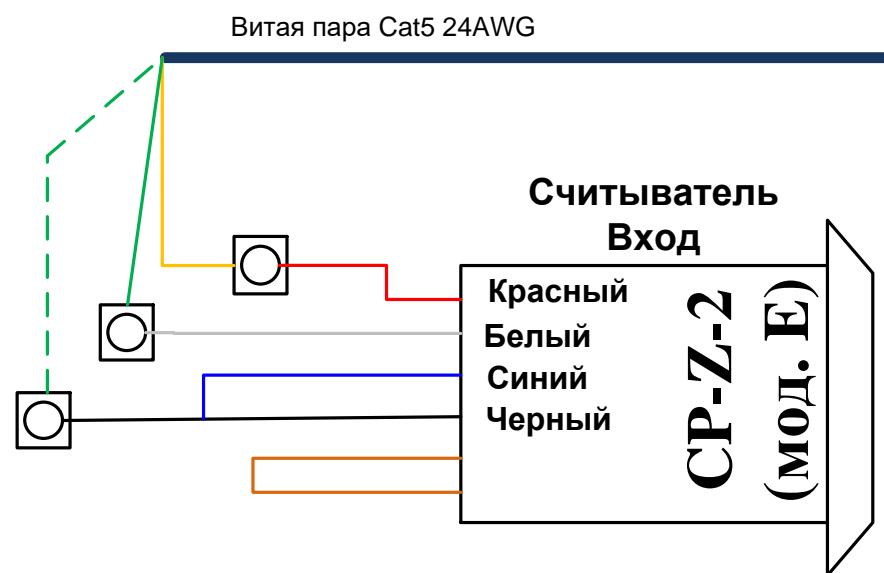 Витая пара Cat5 24AWG
Считыватель
Вход
Красный
Белый
Синий
Черный
CP-Z-2
(мод. E)